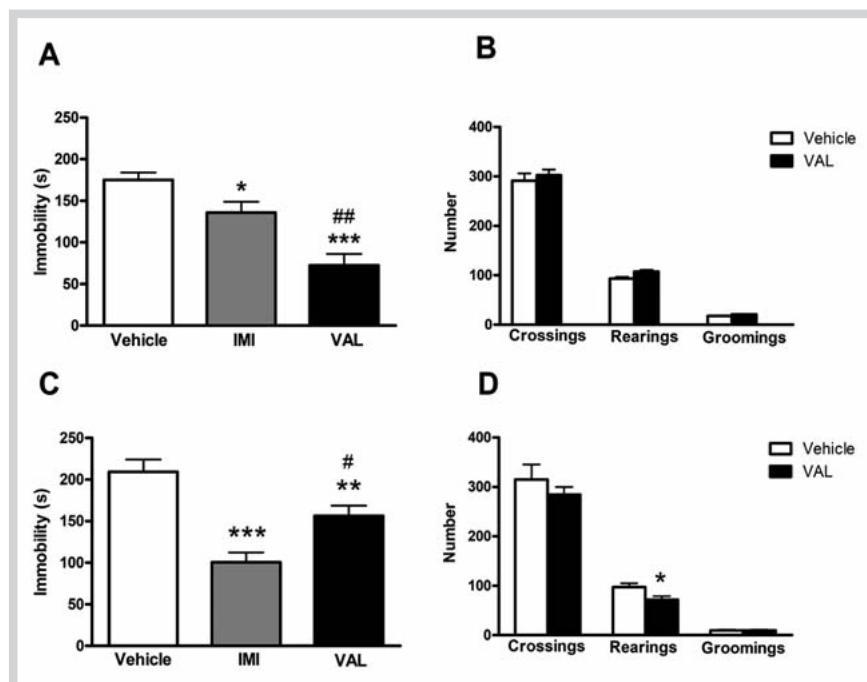 A
Immobility (s)
250
200
150
100
50
0
*
##
***
Vehicle IMI VAL
B
Number
400
300
200
100
0
Vehicle
VAL
Crossings Rearings Groomings
C
Immobility (s)
250
200
150
100
50
0
***
#
**
Vehicle IMI VAL
D
Number
400
300
200
100
0
Vehicle
VAL
*
Crossings Rearings Groomings